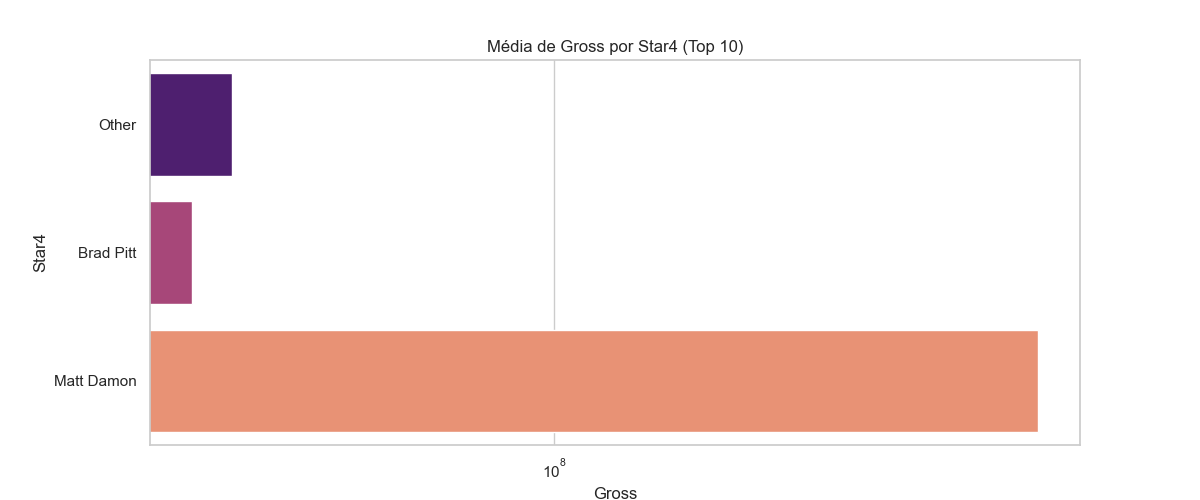 Média de Gross por Star4 (Top 10)
Star4
Other
Brad Pitt
Matt Damon
10^8
Gross